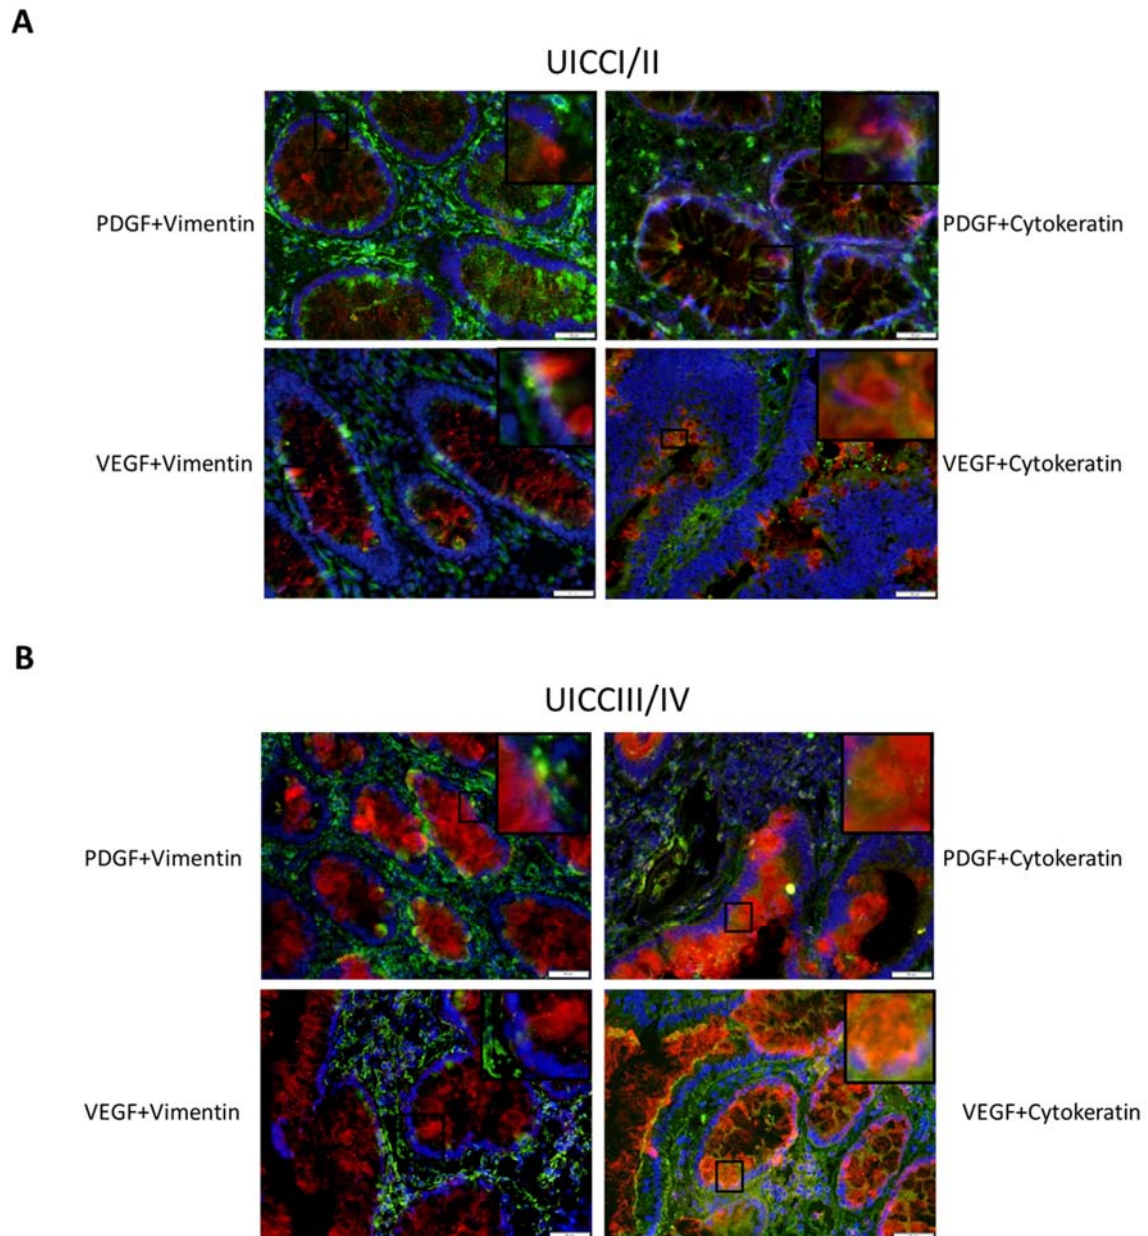 A
UICCI/II
PDGF+Vimentin
PDGF+Cytokeratin
VEGF+Vimentin
VEGF+Cytokeratin
B
UICCIII/IV
PDGF+Vimentin
PDGF+Cytokeratin
VEGF+Vimentin
VEGF+Cytokeratin